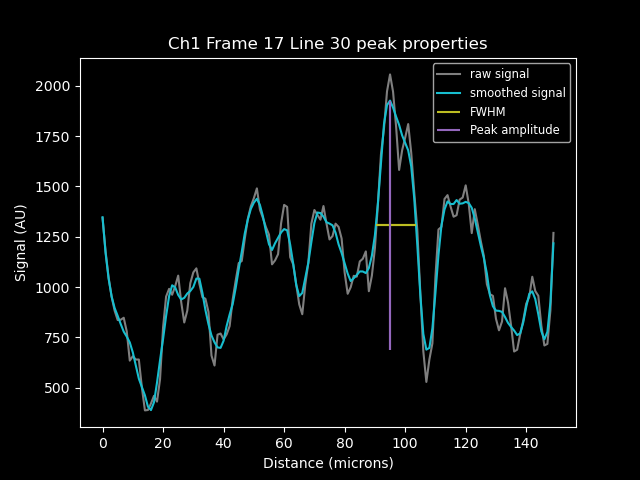 Ch1 Frame 17 Line 30 peak properties
raw signal
smoothed signal
FWHM
Peak amplitude
Signal (AU)
2000
1750
1500
1250
1000
750
500
0 20 40 60 80 100 120 140
Distance (microns)